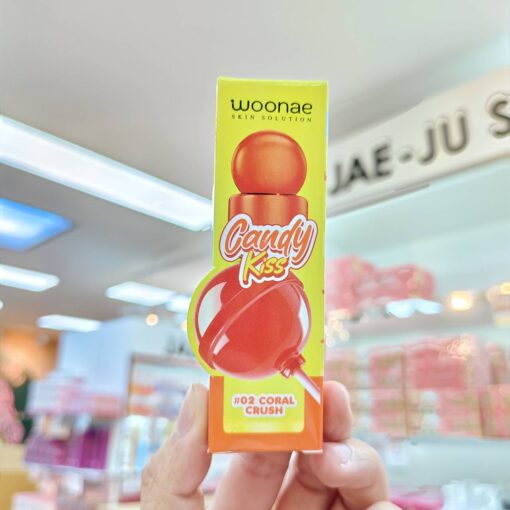 woonae
SKIN SOLUTION
JAE-JU S
Candy
Kiss
#02 CORAL
CRUSH